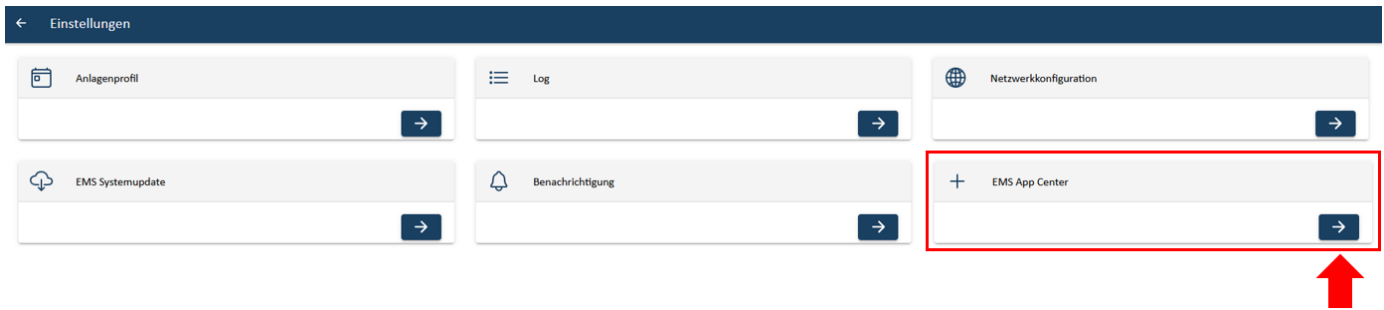 Einstellungen
Anlagenprofil
Log
Netzwerkkonfiguration
EMS Systemupdate
Benachrichtigung
EMS App Center